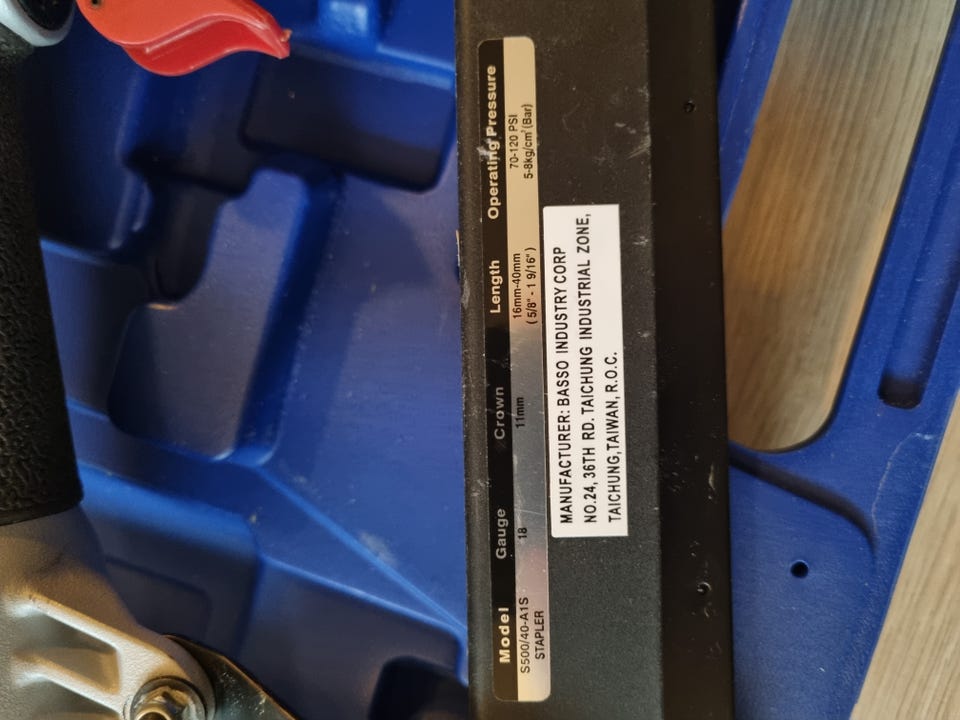 Model Gauge Crown Length Operating Pressure
S500/40-A1S 18 11mm 16mm-40mm 70-120 PSI
STAPLER (5/8" - 1 9/16") 5-8kg/cm²(Bar)
MANUFACTURER: BASSO INDUSTRY CORP
NO.24, 36TH RD. TAICHUNG INDUSTRIAL ZONE,
TAICHUNG,TAIWAN, R.O.C.